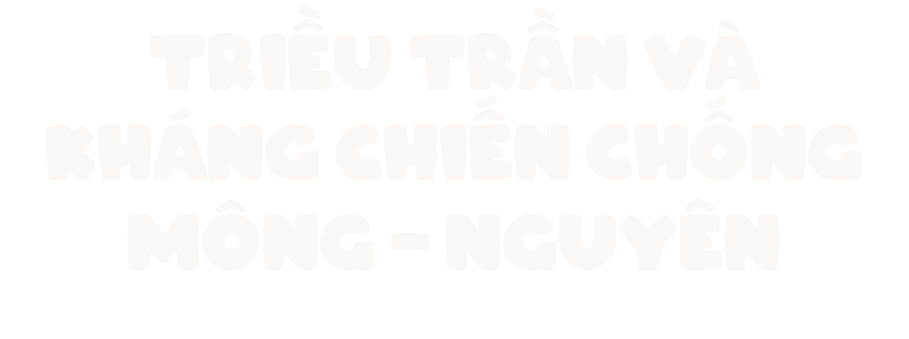 TRIỀU TRẦN VÀ
KHÁNG CHIẾN CHỐNG
MÔNG - NGUYÊN